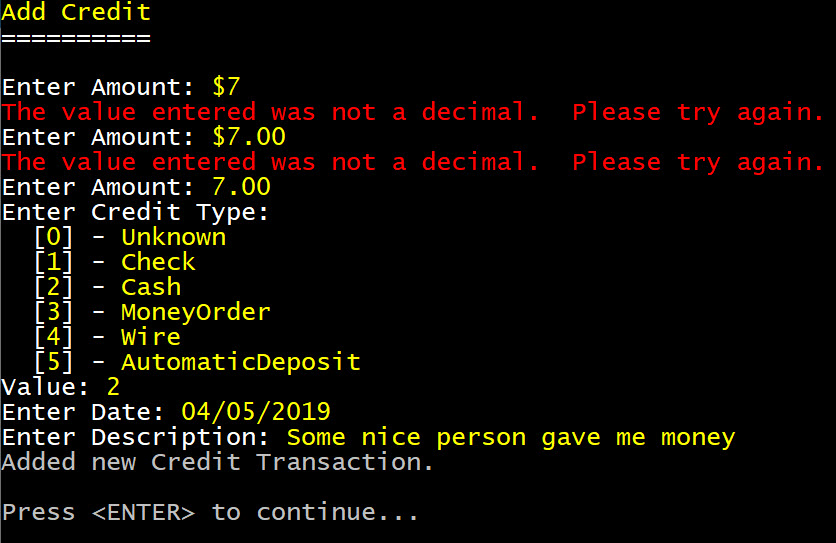 Add Credit
==========
Enter Amount: $7
The value entered was not a decimal.  Please try again.
Enter Amount: $7.00
The value entered was not a decimal.  Please try again.
Enter Amount: 7.00
Enter Credit Type:
  [0] - Unknown
  [1] - Check
  [2] - Cash
  [3] - MoneyOrder
  [4] - Wire
  [5] - AutomaticDeposit
Value: 2
Enter Date: 04/05/2019
Enter Description: Some nice person gave me money
Added new Credit Transaction.
Press <ENTER> to continue...